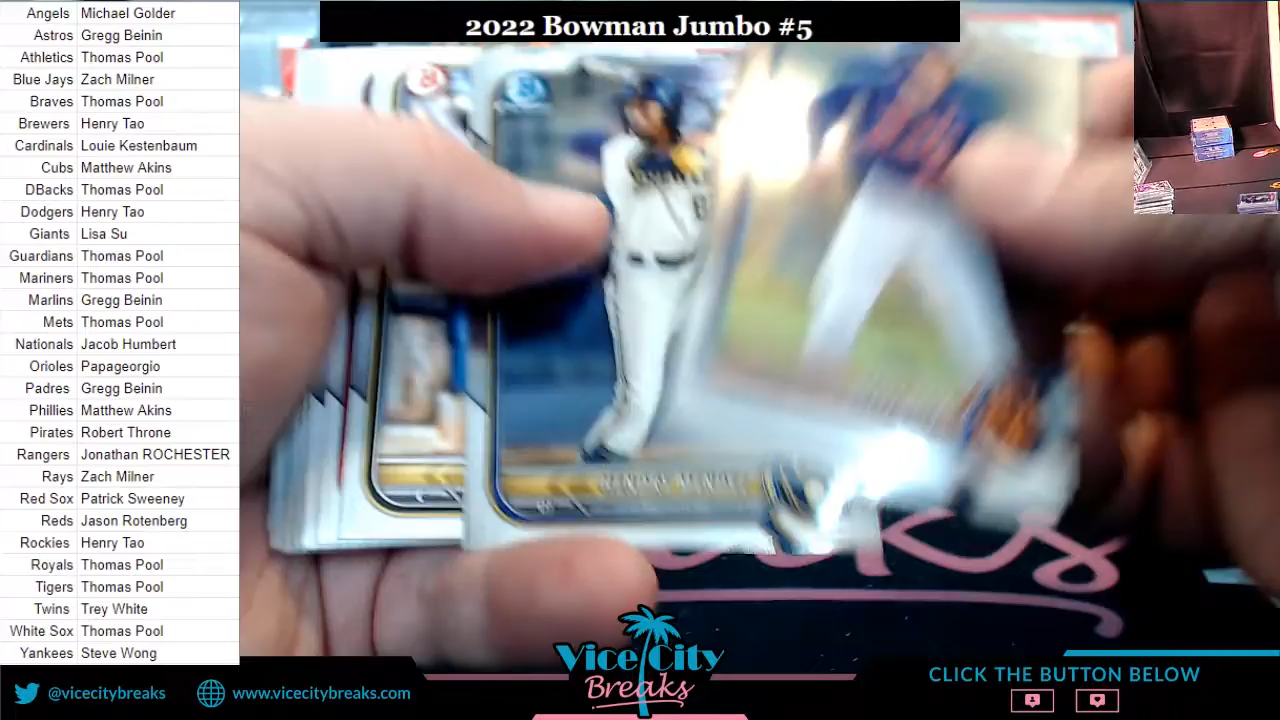 2022 Bowman Jumbo #5
Angels Michael Golder
Astros Gregg Beinin
Athletics Thomas Pool
Blue Jays Zach Milner
Braves Thomas Pool
Brewers Henry Tao
Cardinals Louie Kestenbaum
Cubs Matthew Akins
DBacks Thomas Pool
Dodgers Henry Tao
Giants Lisa Su
Guardians Thomas Pool
Mariners Thomas Pool
Marlins Gregg Beinin
Mets Thomas Pool
Nationals Jacob Humbert
Orioles Papageorgio
Padres Gregg Beinin
Phillies Matthew Akins
Pirates Robert Throne
Rangers Jonathan ROCHESTER
Rays Zach Milner
Red Sox Patrick Sweeney
Reds Jason Rotenberg
Rockies Henry Tao
Royals Thomas Pool
Tigers Thomas Pool
Twins Trey White
White Sox Thomas Pool
Yankees Steve Wong
@vicecitybreaks
www.vicecitybreaks.com
Vice City
Breaks
CLICK THE BUTTON BELOW